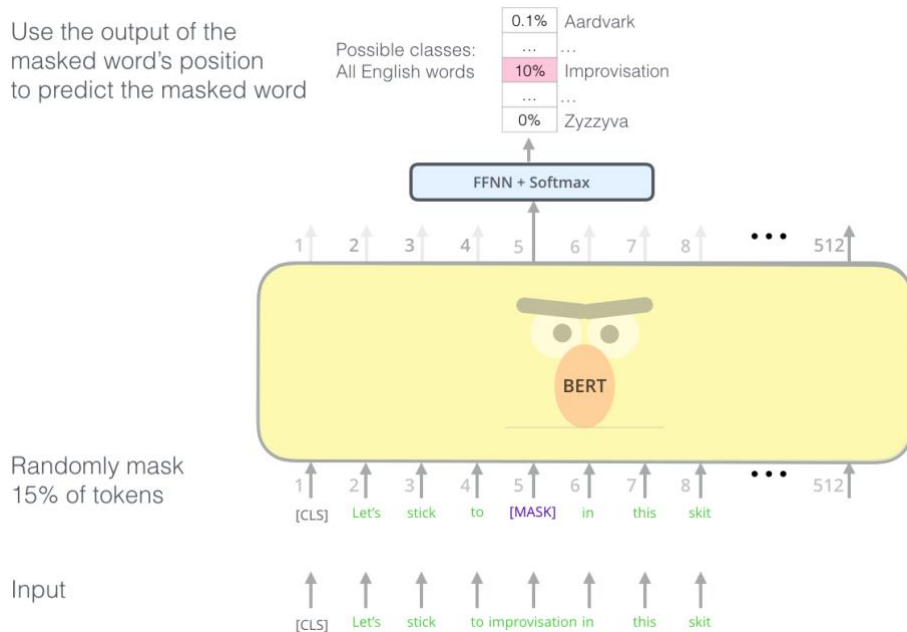 Use the output of the
masked word's position
to predict the masked word
Possible classes:
All English words
0.1% Aardvark
... ...
10% Improvisation
... ...
0% Zyzzyva
FFNN + Softmax
1 2 3 4 5 6 7 8 ••• 512
BERT
Randomly mask
15% of tokens
1 2 3 4 5 6 7 8 ••• 512
[CLS] Let's stick to [MASK] in this skit
Input
[CLS] Let's stick to improvisation in this skit